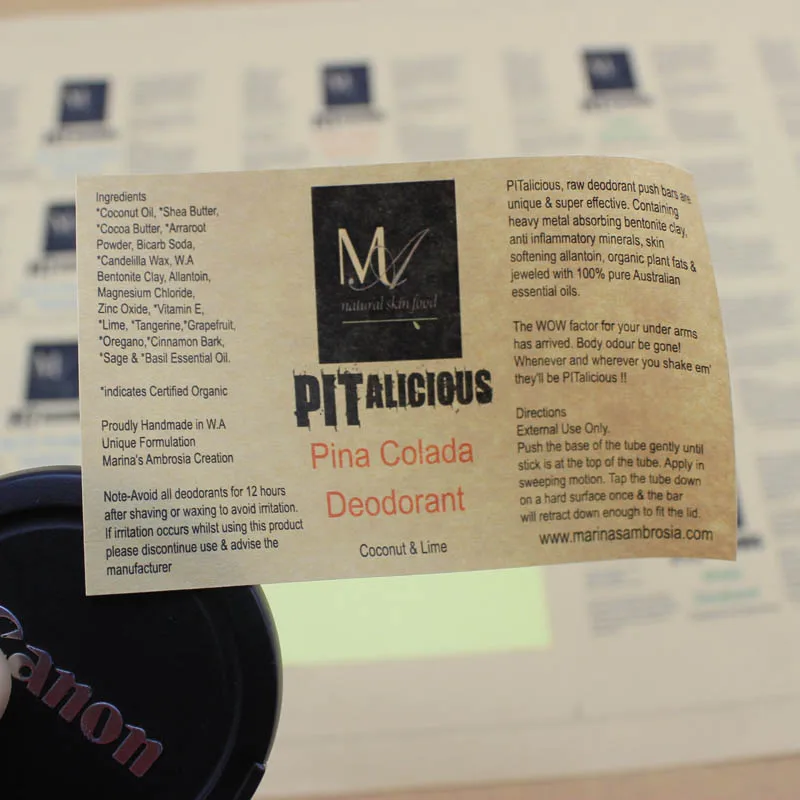 Ingredients
*Coconut Oil, *Shea Butter,
*Cocoa Butter, *Arraroot
Powder, Bicarb Soda,
*Candelilla Wax, W.A
Bentonite Clay, Allantoin,
Magnesium Chloride,
Zinc Oxide, *Vitamin E,
*Lime, *Tangerine,*Grapefruit,
*Oregano,*Cinnamon Bark,
*Sage & *Basil Essential Oil.
*indicates Certified Organic
Proudly Handmade in W.A
Unique Formulation
Marina's Ambrosia Creation
Note-Avoid all deodorants for 12 hours
after shaving or waxing to avoid irritation.
If irritation occurs whilst using this product
please discontinue use & advise the
manufacturer
MA
natural skin food
PITALICIOUS
Pina Colada
Deodorant
Coconut & Lime
PITalicious, raw deodorant push bars are
unique & super effective. Containing
heavy metal absorbing bentonite clay,
anti inflammatory minerals, skin
softening allantoin, organic plant fats &
jeweled with 100% pure Australian
essential oils.
The WOW factor for your under arms
has arrived. Body odour be gone!
Whenever and wherever you shake em'
they'll be PITalicious !!
Directions
External Use Only.
Push the base of the tube gently until
stick is at the top of the tube. Apply in
sweeping motion. Tap the tube down
on a hard surface once & the bar
will retract down enough to fit the lid.
www.marinasambrosia.com
Canon